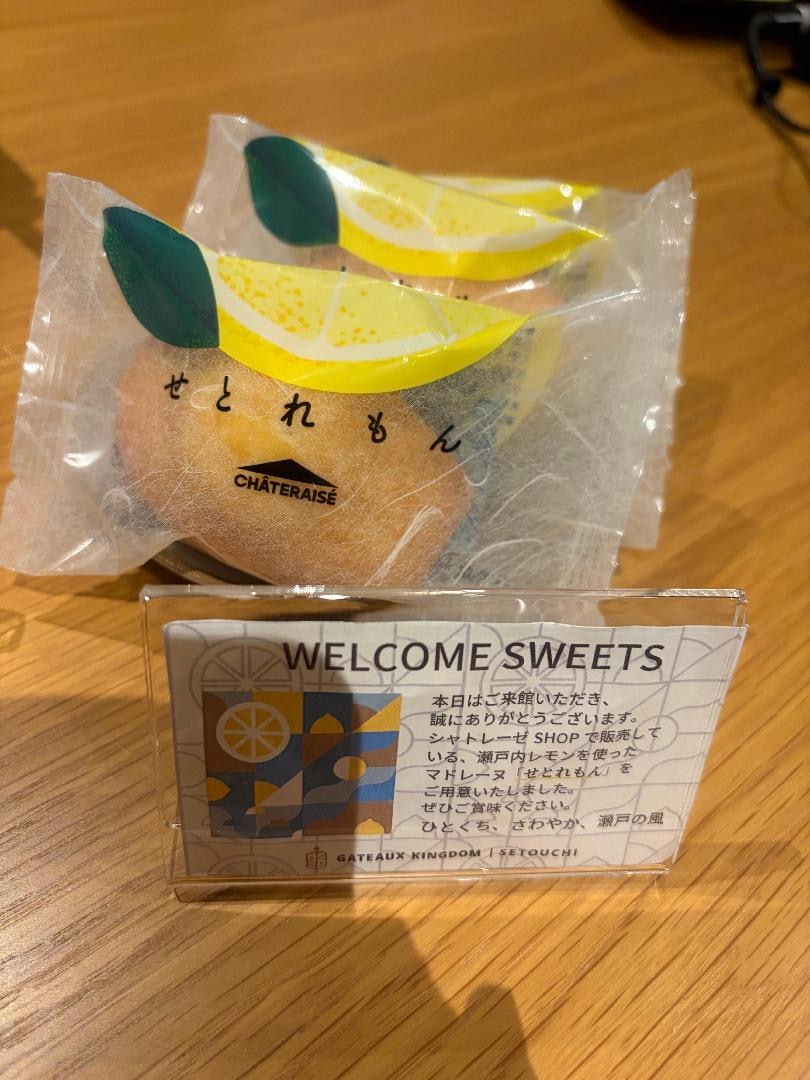 せとれもん
CHÂTERAISÉ
WELCOME SWEETS
本日はご来館いただき、
誠にありがとうございます。
シャトレーゼ SHOP で販売して
いる、瀬戸内レモンを使った
マドレーヌ「せとれもん」を
ご用意いたしました。
ぜひご賞味ください。
ひとくち、さわやか、瀬戸の風
GATEAUX KINGDOM | SETOUCHI